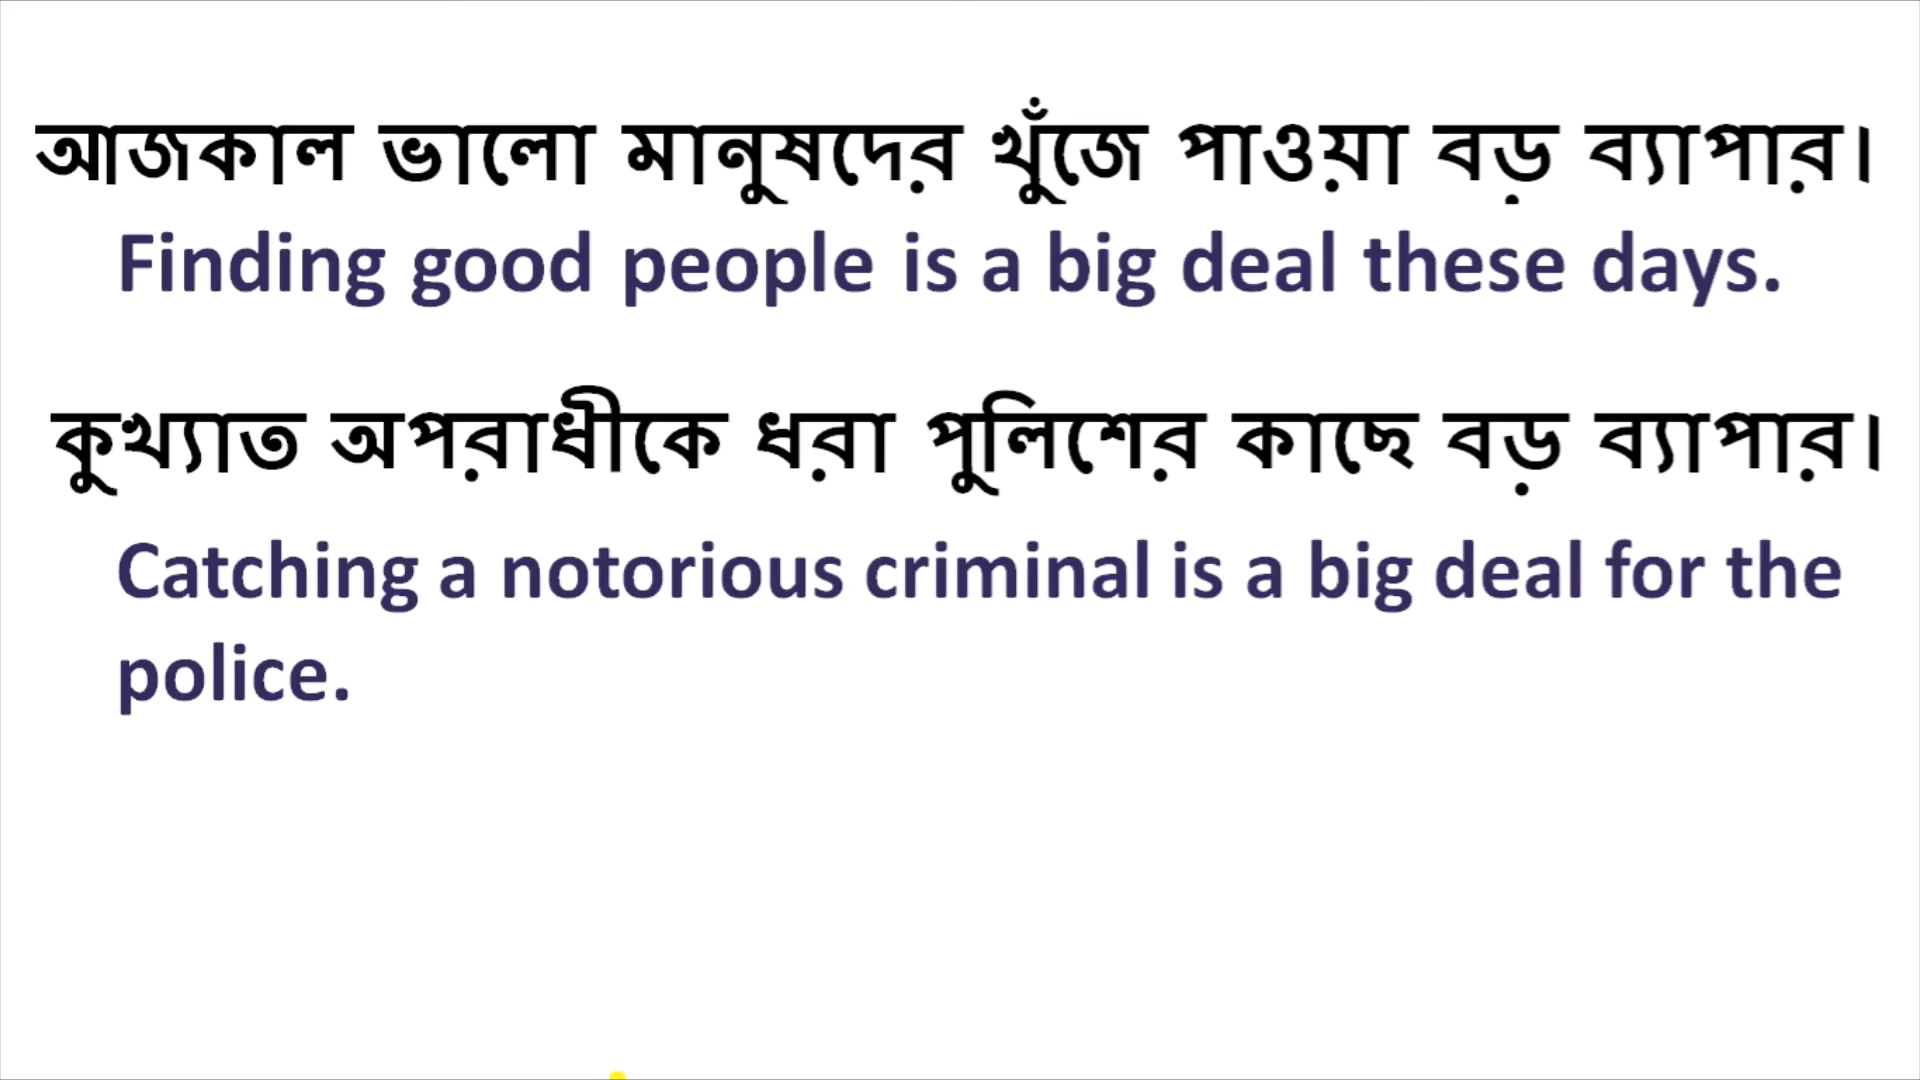 আজকাল ভালো মানুষদের খুঁজে পাওয়া বড় ব্যাপার।
Finding good people is a big deal these days.
কুখ্যাত অপরাধীকে ধরা পুলিশের কাছে বড় ব্যাপার।
Catching a notorious criminal is a big deal for the
police.